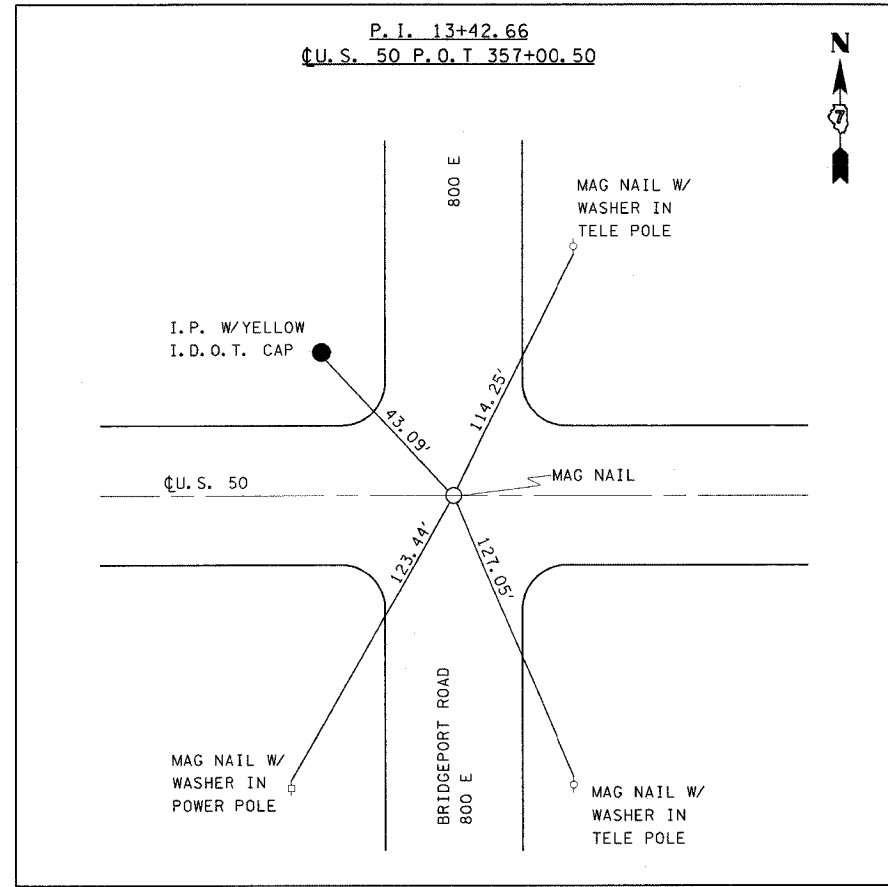 P.I. 13+42.66
℄U.S. 50 P.O.T 357+00.50
N
7
800 E
MAG NAIL W/
WASHER IN
TELE POLE
I.P. W/YELLOW
I.D.O.T. CAP
43.09'
114.25'
℄U.S. 50
MAG NAIL
123.44'
127.05'
BRIDGEPORT ROAD
800 E
MAG NAIL W/
WASHER IN
POWER POLE
MAG NAIL W/
WASHER IN
TELE POLE